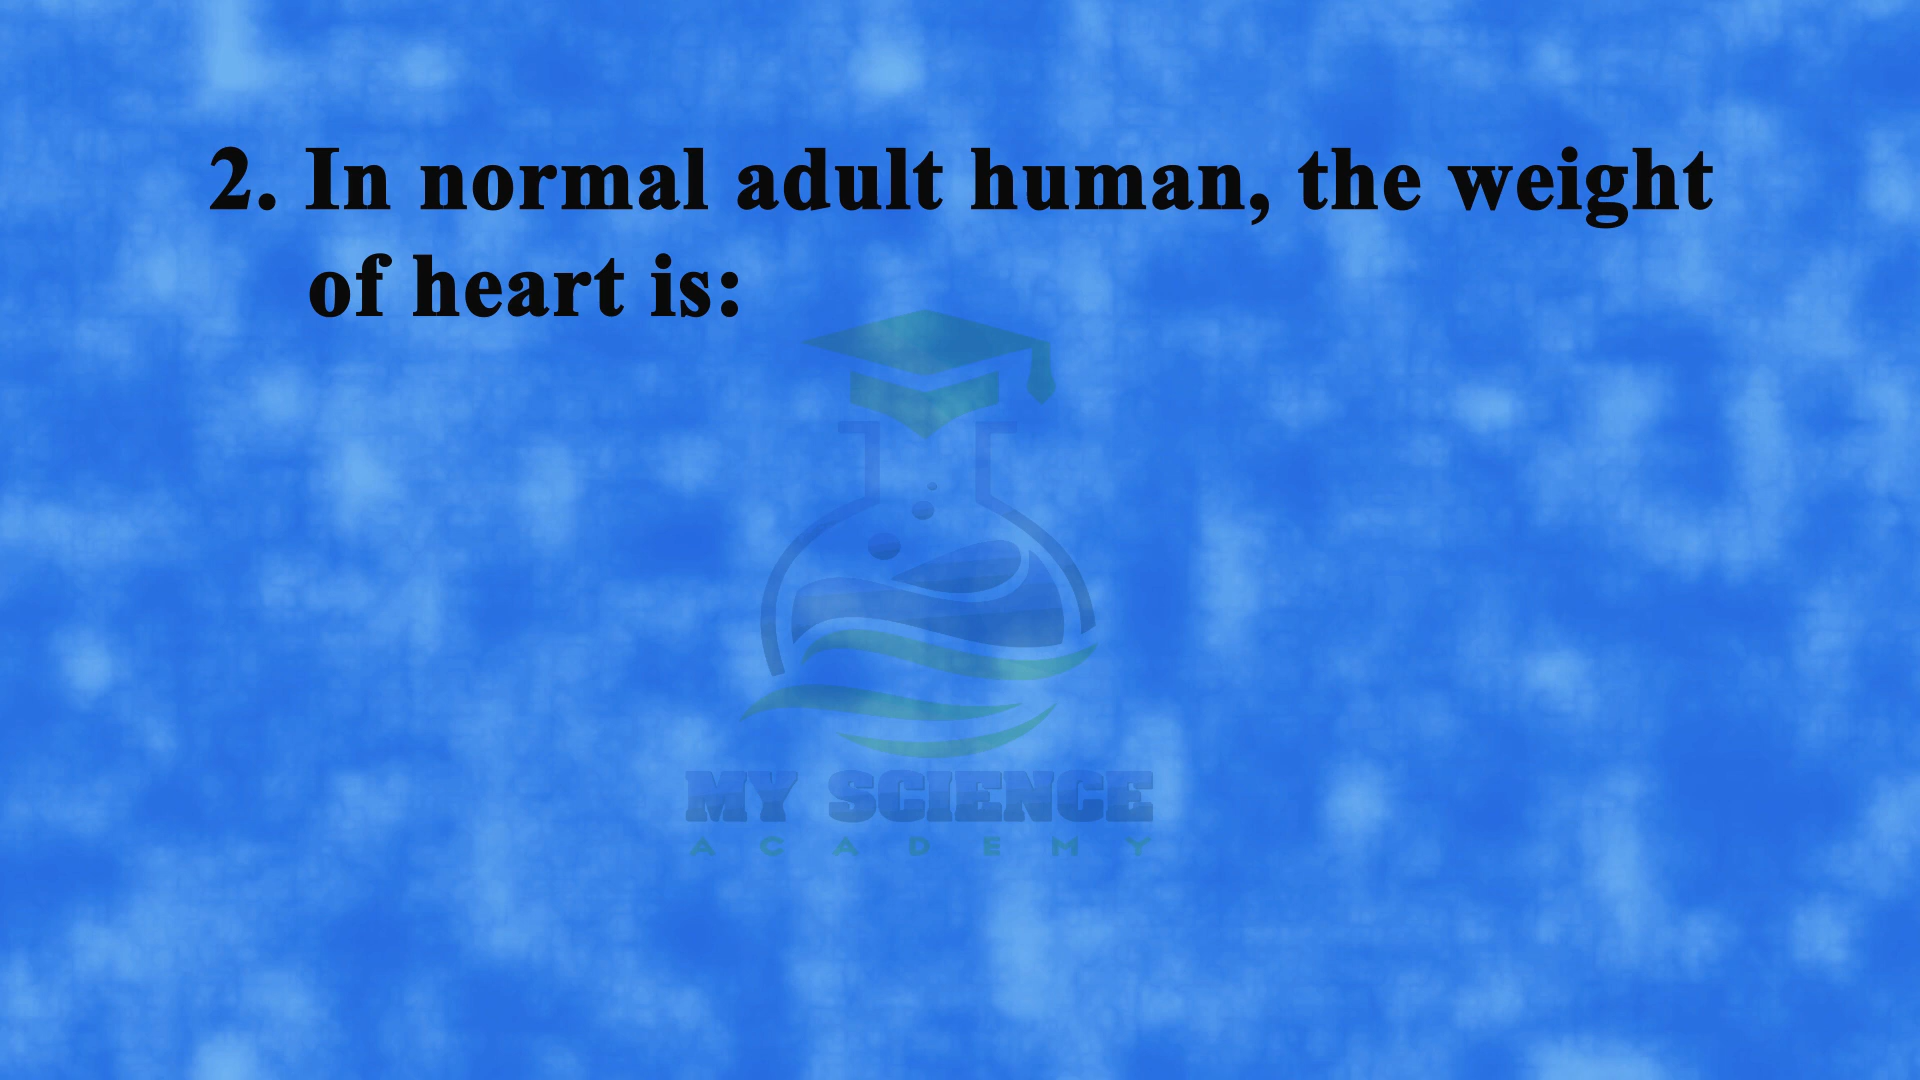 2. In normal adult human, the weight
of heart is:
MY SCIENCE
ACADEMY